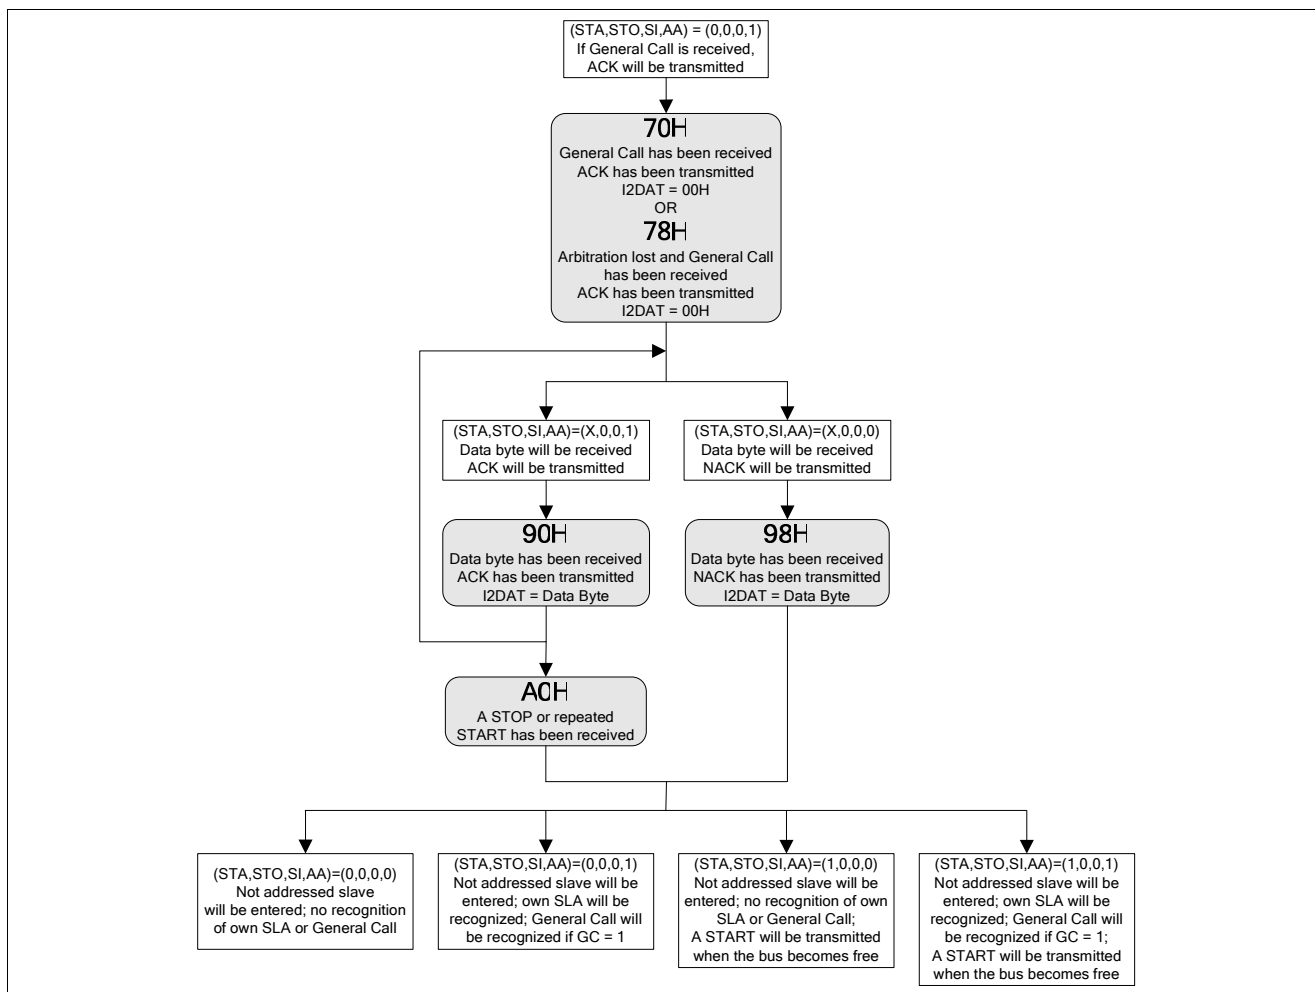 (STA,STO,SI,AA) = (0,0,0,1)
If General Call is received,
ACK will be transmitted
70H
General Call has been received
ACK has been transmitted
I2DAT = 00H
OR
78H
Arbitration lost and General Call
has been received
ACK has been transmitted
I2DAT = 00H
(STA,STO,SI,AA)=(X,0,0,1)
Data byte will be received
ACK will be transmitted
(STA,STO,SI,AA)=(X,0,0,0)
Data byte will be received
NACK will be transmitted
90H
Data byte has been received
ACK has been transmitted
I2DAT = Data Byte
98H
Data byte has been received
NACK has been transmitted
I2DAT = Data Byte
A0H
A STOP or repeated
START has been received
(STA,STO,SI,AA)=(0,0,0,0)
Not addressed slave
will be entered; no recognition
of own SLA or General Call
(STA,STO,SI,AA)=(0,0,0,1)
Not addressed slave will be
entered; own SLA will be
recognized; General Call will
be recognized if GC = 1
(STA,STO,SI,AA)=(1,0,0,0)
Not addressed slave will be
entered; no recognition of own
SLA or General Call;
A START will be transmitted
when the bus becomes free
(STA,STO,SI,AA)=(1,0,0,1)
Not addressed slave will be
entered; own SLA will be
recognized; General Call will
be recognized if GC = 1;
A START will be transmitted
when the bus becomes free